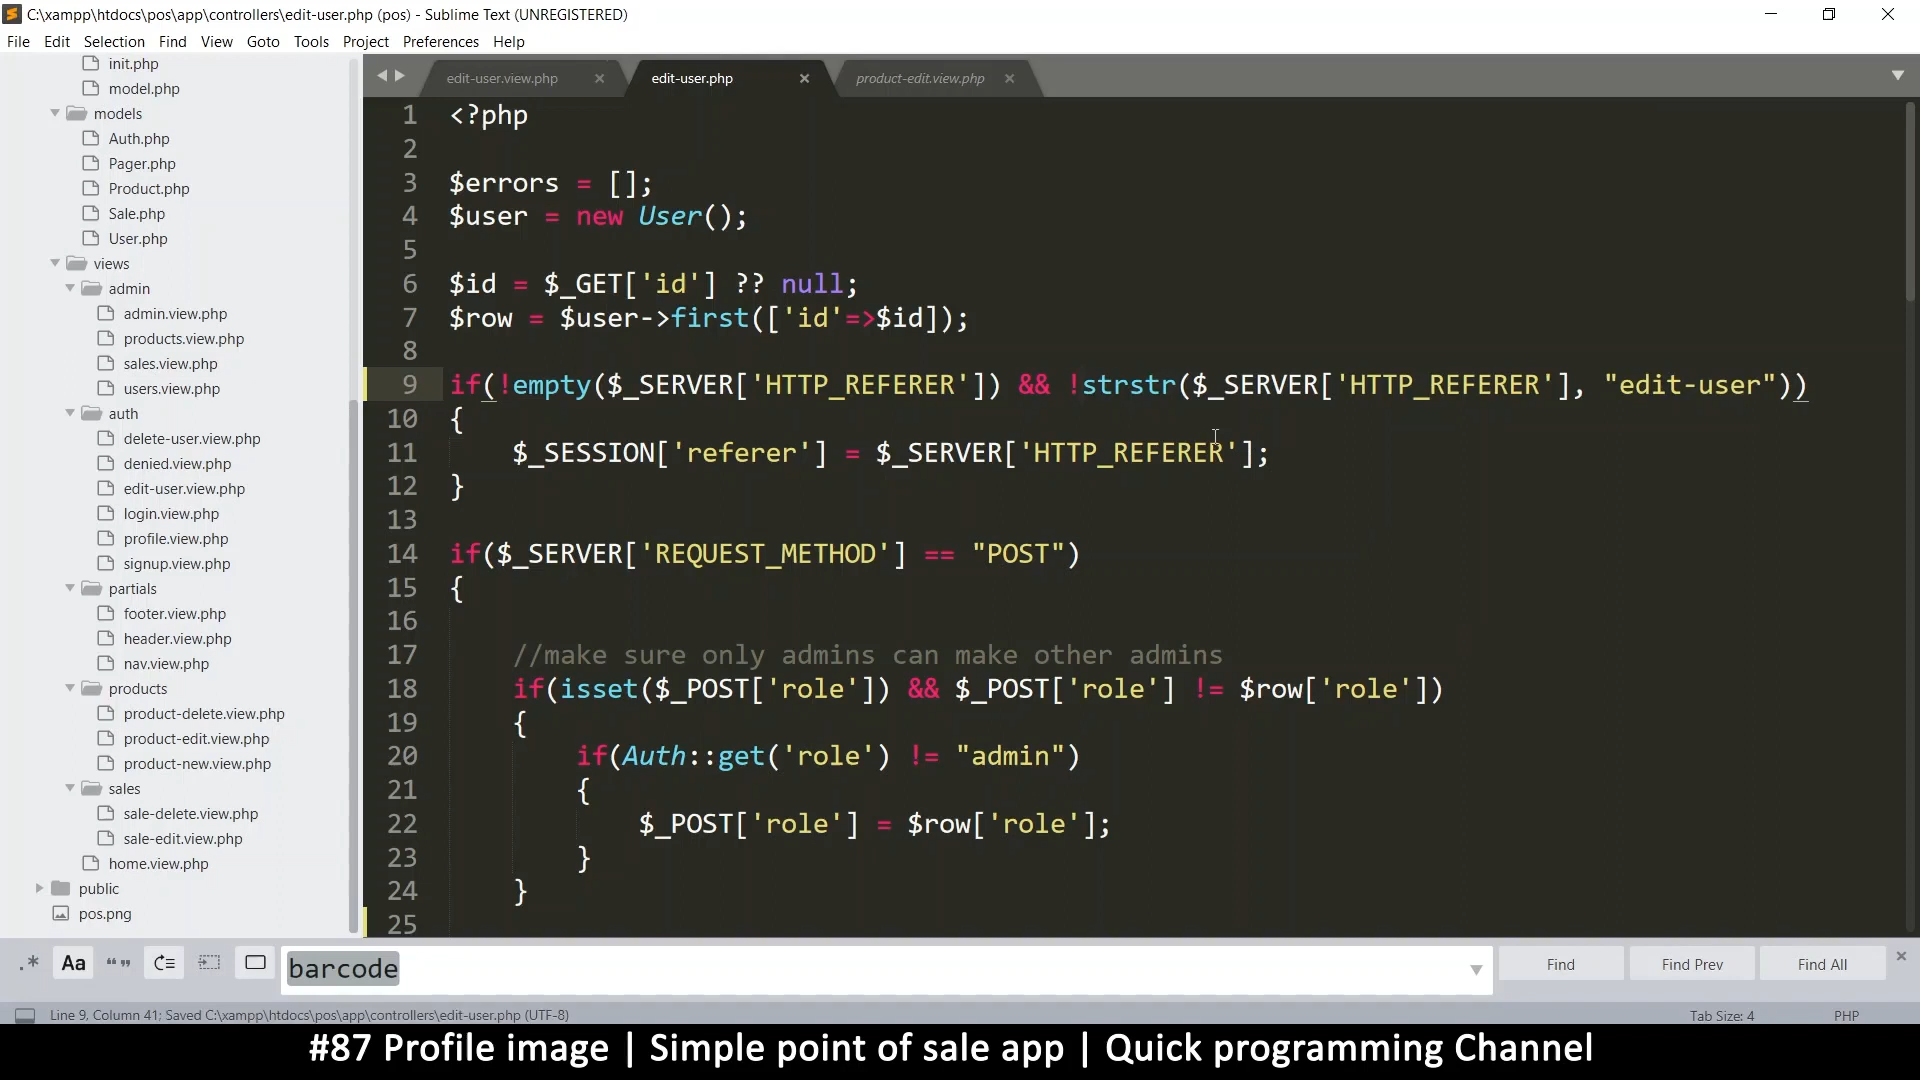 C:\xampp\htdocs\pos\app\controllers\edit-user.php (pos) - Sublime Text (UNREGISTERED)
File Edit Selection Find View Goto Tools Project Preferences Help
init.php
model.php
models
Auth.php
Pager.php
Product.php
Sale.php
User.php
views
admin
admin.view.php
products.view.php
sales.view.php
users.view.php
auth
delete-user.view.php
denied.view.php
edit-user.view.php
login.view.php
profile.view.php
signup.view.php
partials
footer.view.php
header.view.php
nav.view.php
products
product-delete.view.php
product-edit.view.php
product-new.view.php
sales
sale-delete.view.php
sale-edit.view.php
home.view.php
public
pos.png
edit-user.view.php edit-user.php product-edit.view.php
1 <?php
2
3 $errors = [];
4 $user = new User();
5
6 $id = $_GET['id'] ?? null;
7 $row = $user->first(['id'=>$id]);
8
9 if(!empty($_SERVER['HTTP_REFERER']) && !strstr($_SERVER['HTTP_REFERER'], "edit-user"))
10 {
11 $_SESSION['referer'] = $_SERVER['HTTP_REFERER'];
12 }
13
14 if($_SERVER['REQUEST_METHOD'] == "POST")
15 {
16
17 //make sure only admins can make other admins
18 if(isset($_POST['role']) && $_POST['role'] != $row['role'])
19 {
20 if(Auth::get('role') != "admin")
21 {
22 $_POST['role'] = $row['role'];
23 }
24 }
25
.* Aa “” barcode Find Find Prev Find All
Line 9, Column 41; Saved C:\xampp\htdocs\pos\app\controllers\edit-user.php (UTF-8) Tab Size: 4 PHP
#87 Profile image | Simple point of sale app | Quick programming Channel